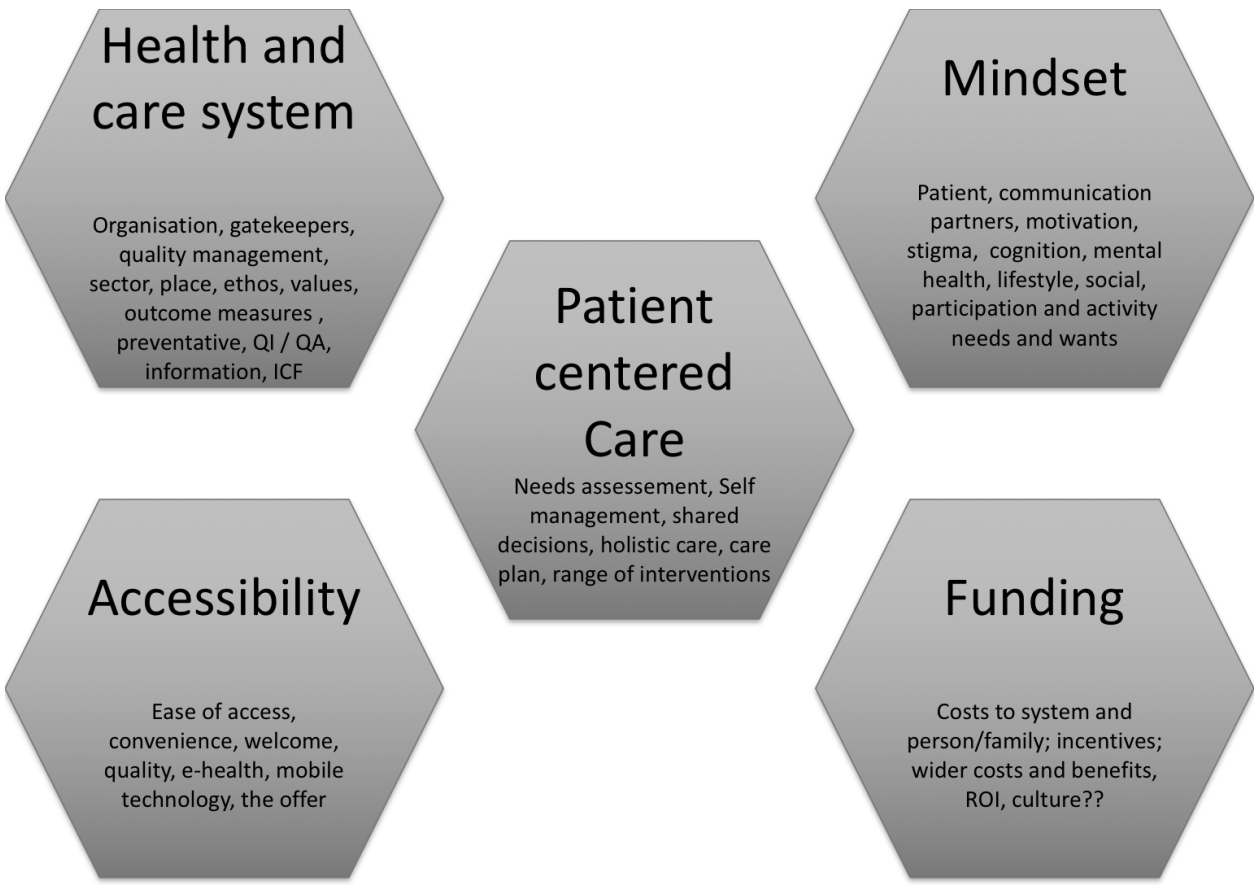 Health and
care system
Organisation, gatekeepers,
quality management,
sector, place, ethos, values,
outcome measures ,
preventative, QI / QA,
information, ICF
Mindset
Patient, communication
partners, motivation,
stigma,  cognition, mental
health, lifestyle, social,
participation and activity
needs and wants
Patient
centered
Care
Needs assessement, Self
management, shared
decisions, holistic care, care
plan, range of interventions
Accessibility
Ease of access,
convenience, welcome,
quality, e-health, mobile
technology, the offer
Funding
Costs to system and
person/family; incentives;
wider costs and benefits,
ROI, culture??